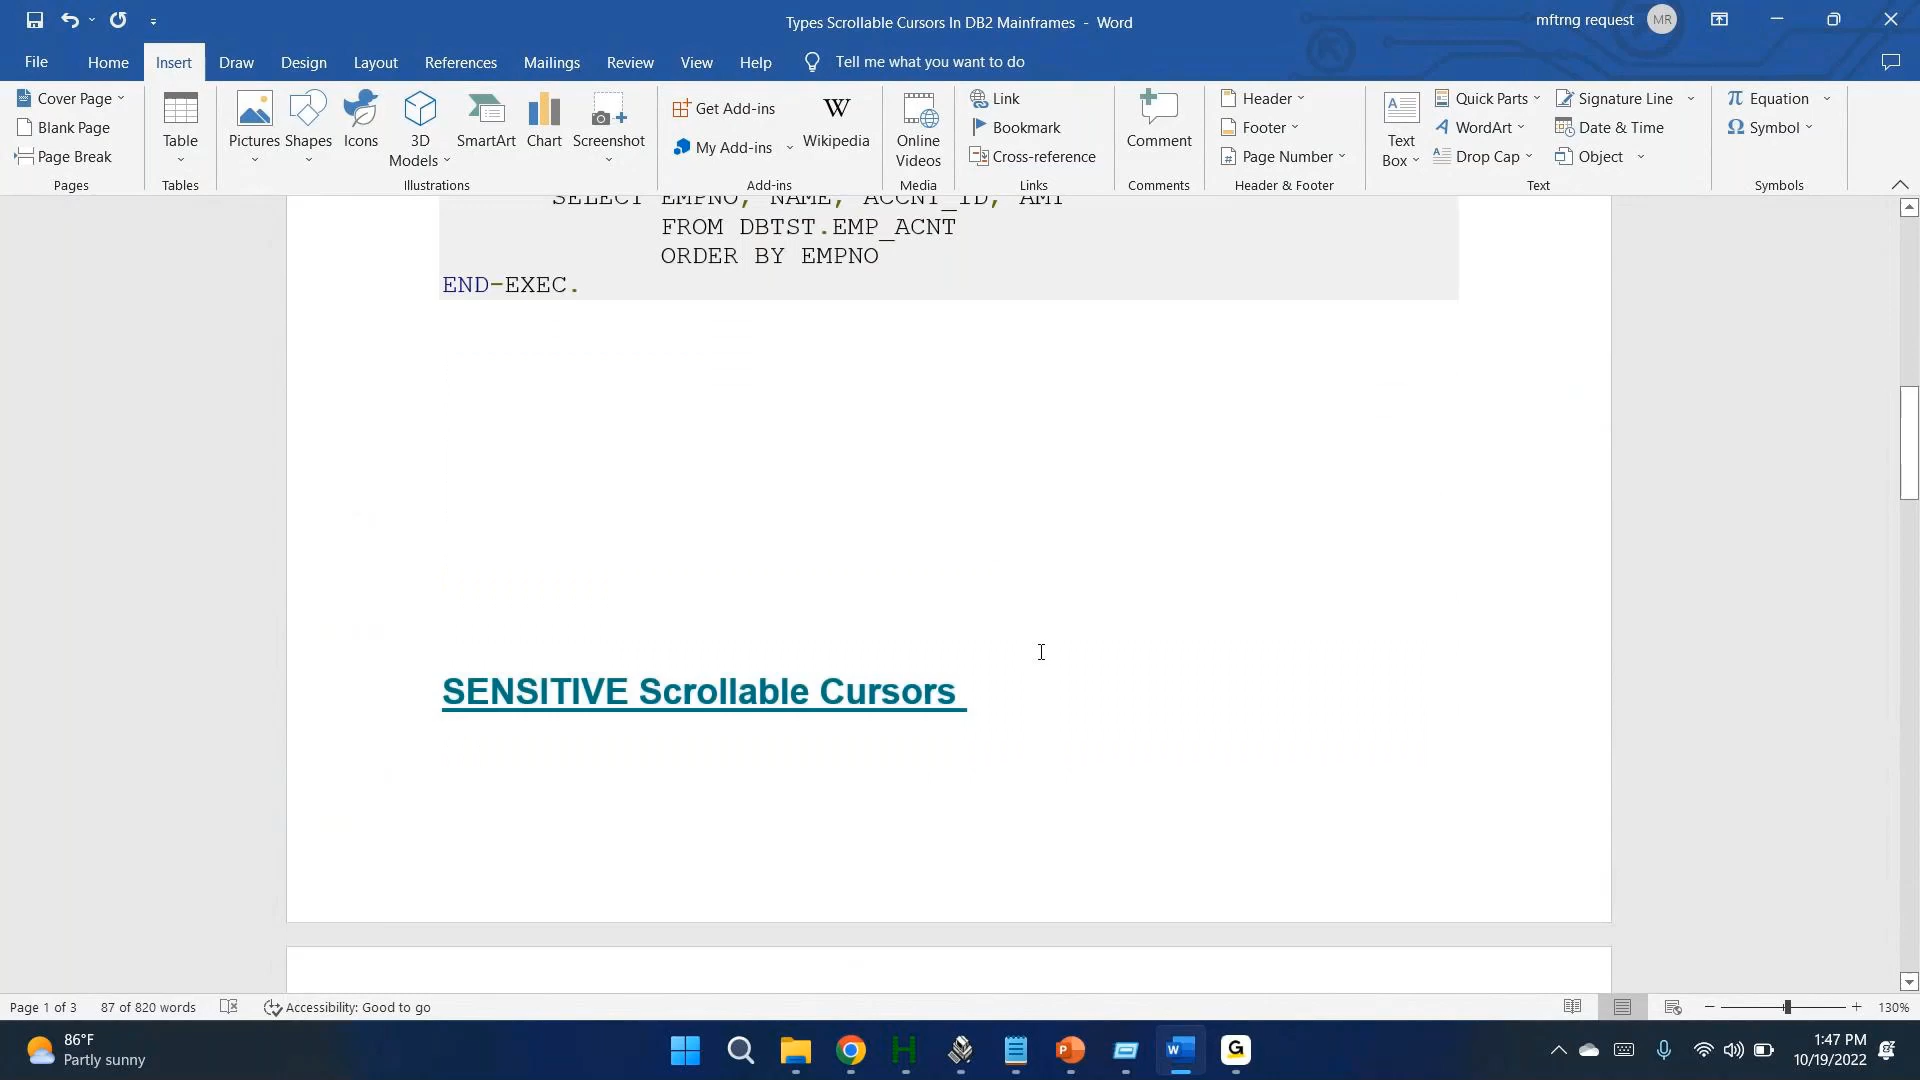 Types Scrollable Cursors In DB2 Mainframes - Word
mftrng request
MR
File Home Insert Draw Design Layout References Mailings Review View Help Tell me what you want to do
Cover Page
Blank Page
Page Break
Pages
Table
Tables
Pictures
Shapes
Icons
3D
Models
SmartArt
Chart
Screenshot
Illustrations
Get Add-ins
My Add-ins
Wikipedia
Add-ins
Online
Videos
Media
Link
Bookmark
Cross-reference
Links
Comment
Comments
Header
Footer
Page Number
Header & Footer
Text
Box
Quick Parts
WordArt
Drop Cap
Signature Line
Date & Time
Object
Text
Equation
Symbol
Symbols
SELECT EMPNO, NAME, ACCNT_ID, AMT
FROM DBTST.EMP_ACNT
ORDER BY EMPNO
END-EXEC.
SENSITIVE Scrollable Cursors
Page 1 of 3 87 of 820 words Accessibility: Good to go
130%
86°F
Partly sunny
1:47 PM
10/19/2022